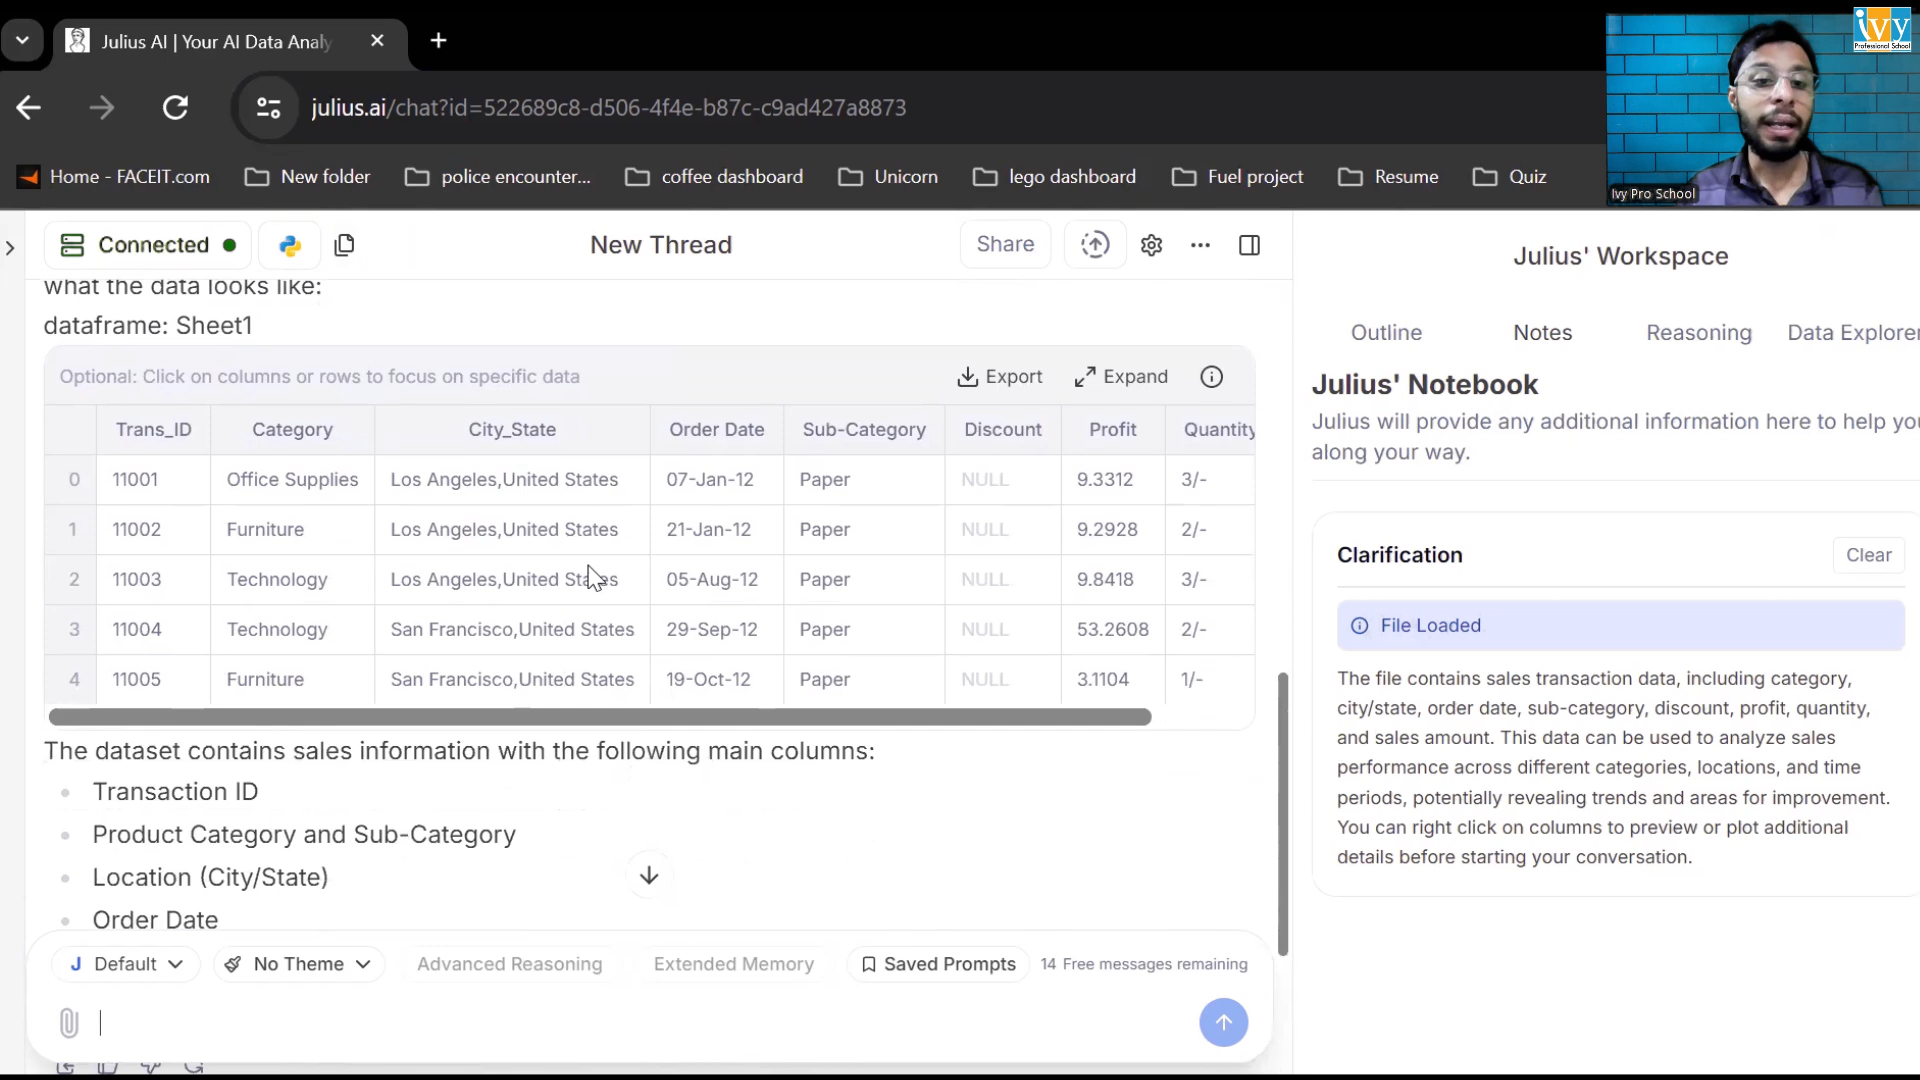 Julius AI | Your AI Data Analy
ivy
Professional School
julius.ai/chat?id=522689c8-d506-4f4e-b87c-c9ad427a8873
Home - FACEIT.com
New folder
police encounter...
coffee dashboard
Unicorn
lego dashboard
Fuel project
Resume
Quiz
Ivy Pro School
Connected
New Thread
Share
what the data looks like:
dataframe: Sheet1
Optional: Click on columns or rows to focus on specific data
Export
Expand
Trans_ID Category City_State Order Date Sub-Category Discount Profit Quantity
0 11001 Office Supplies Los Angeles,United States 07-Jan-12 Paper NULL 9.3312 3/-
1 11002 Furniture Los Angeles,United States 21-Jan-12 Paper NULL 9.2928 2/-
2 11003 Technology Los Angeles,United States 05-Aug-12 Paper NULL 9.8418 3/-
3 11004 Technology San Francisco,United States 29-Sep-12 Paper NULL 53.2608 2/-
4 11005 Furniture San Francisco,United States 19-Oct-12 Paper NULL 3.1104 1/-
The dataset contains sales information with the following main columns:
Transaction ID
Product Category and Sub-Category
Location (City/State)
Order Date
J Default
No Theme
Advanced Reasoning
Extended Memory
Saved Prompts
14 Free messages remaining
Julius' Workspace
Outline
Notes
Reasoning
Data Explorer
Julius' Notebook
Julius will provide any additional information here to help you
along your way.
Clarification
Clear
File Loaded
The file contains sales transaction data, including category,
city/state, order date, sub-category, discount, profit, quantity,
and sales amount. This data can be used to analyze sales
performance across different categories, locations, and time
periods, potentially revealing trends and areas for improvement.
You can right click on columns to preview or plot additional
details before starting your conversation.